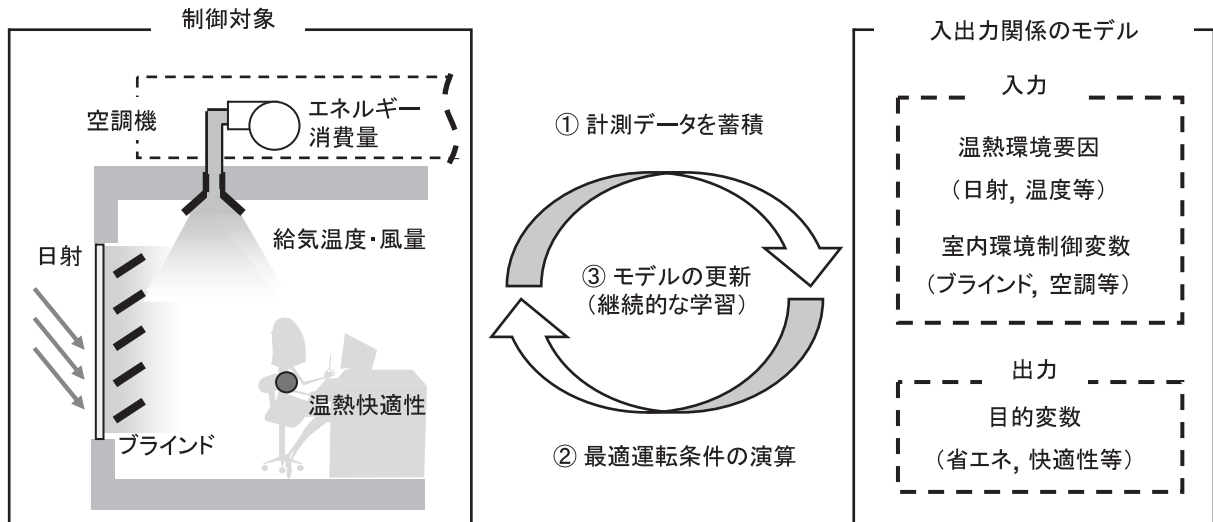 制御対象
空調機
エネルギー
消費量
給気温度・風量
日射
温熱快適性
ブラインド
① 計測データを蓄積
③ モデルの更新
（継続的な学習）
② 最適運転条件の演算
入出力関係のモデル
入力
温熱環境要因
（日射, 温度等）
室内環境制御変数
（ブラインド, 空調等）
出力
目的変数
（省エネ, 快適性等）